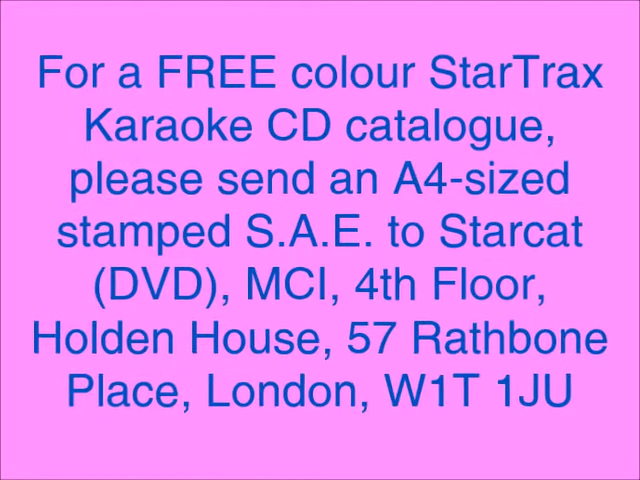 For a FREE colour StarTrax
Karaoke CD catalogue,
please send an A4-sized
stamped S.A.E. to Starcat
(DVD), MCI, 4th Floor,
Holden House, 57 Rathbone
Place, London, W1T 1JU